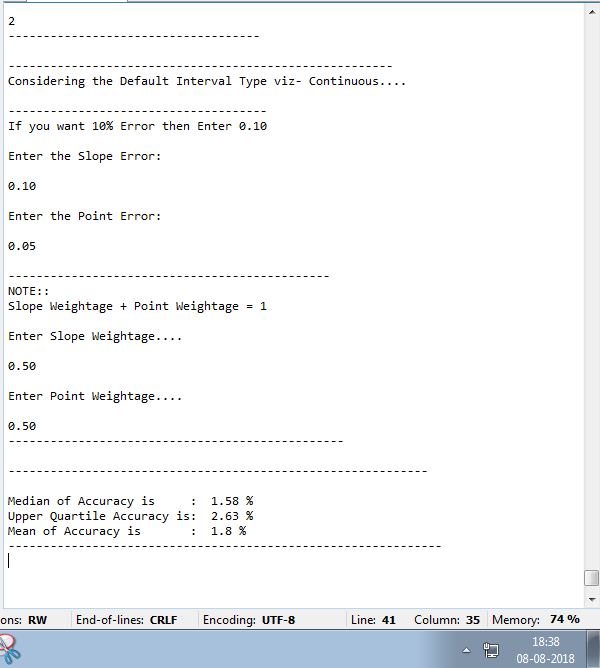 2
------------------------------------
-------------------------------------------------------
Considering the Default Interval Type viz- Continuous....
-------------------------------------
If you want 10% Error then Enter 0.10
Enter the Slope Error:
0.10
Enter the Point Error:
0.05
----------------------------------------------
NOTE::
Slope Weightage + Point Weightage = 1
Enter Slope Weightage....
0.50
Enter Point Weightage....
0.50
------------------------------------------------
------------------------------------------------------------
Median of Accuracy is     :  1.58 %
Upper Quartile Accuracy is:  2.63 %
Mean of Accuracy is       :  1.8 %
--------------------------------------------------------------
ons: RW End-of-lines: CRLF Encoding: UTF-8 Line: 41 Column: 35 Memory: 74 %
18:38
08-08-2018